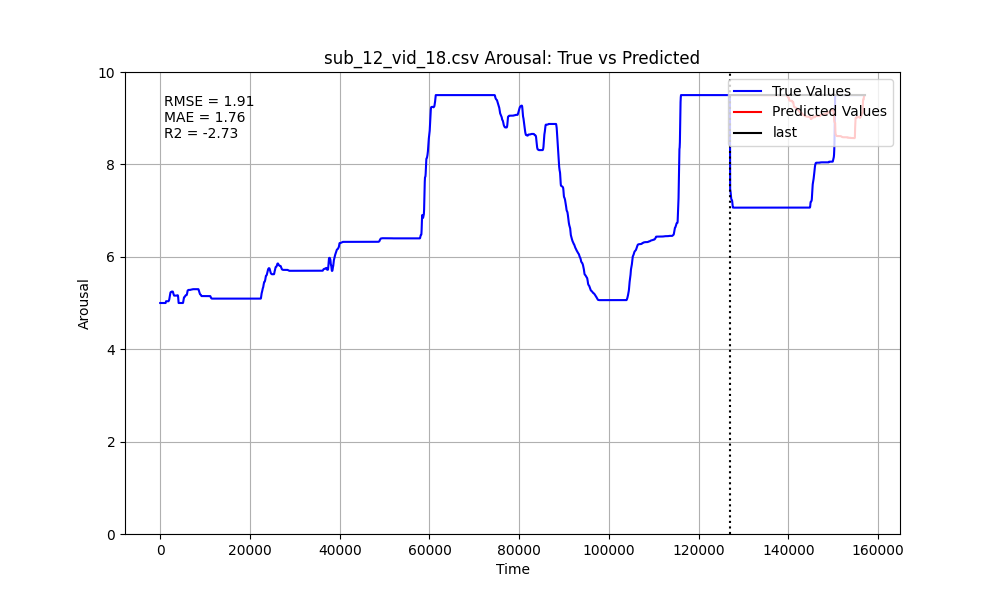 sub_12_vid_18.csv Arousal: True vs Predicted
RMSE = 1.91
MAE = 1.76
R2 = -2.73
True Values
Predicted Values
last
10
8
6
4
2
0
Arousal
0 20000 40000 60000 80000 100000 120000 140000 160000
Time